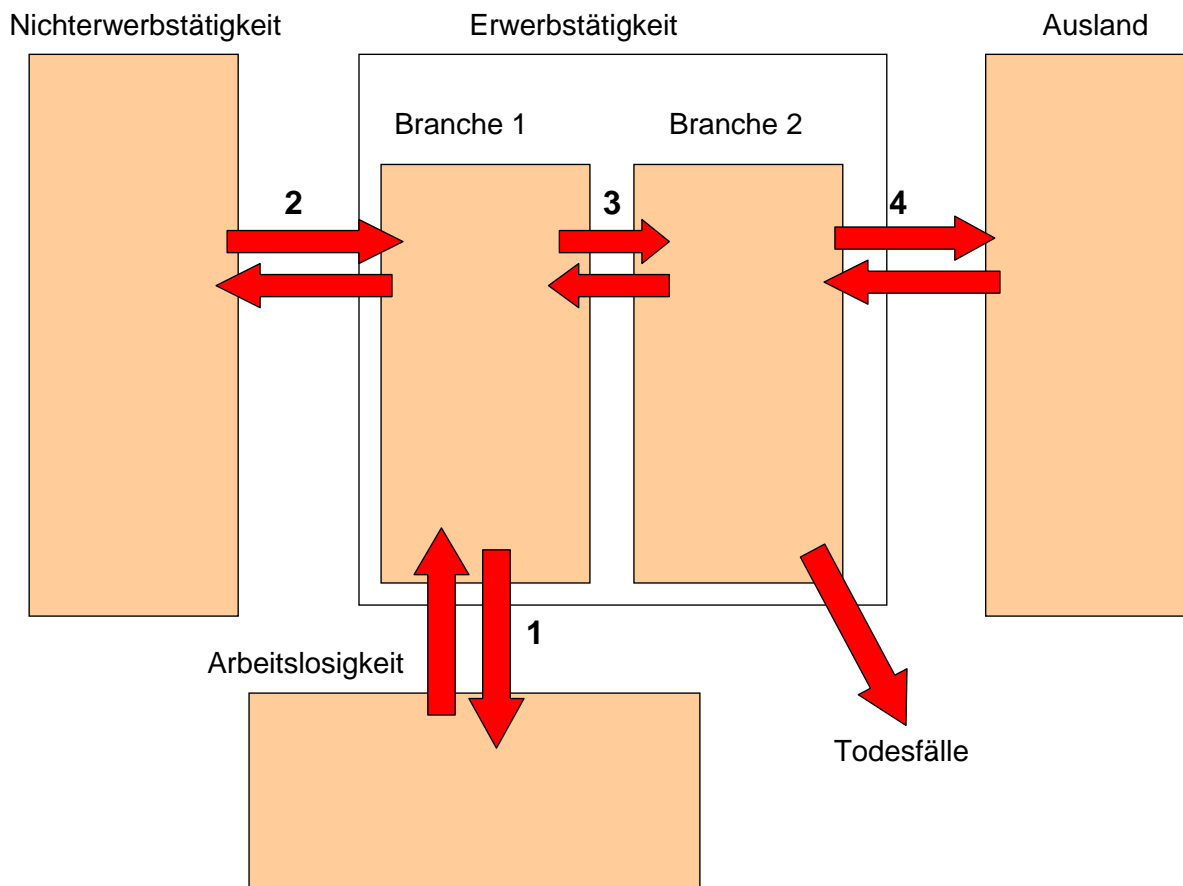 Nichterwerbstätigkeit
Erwerbstätigkeit
Ausland
Branche 1
Branche 2
2
3
4
1
Arbeitslosigkeit
Todesfälle